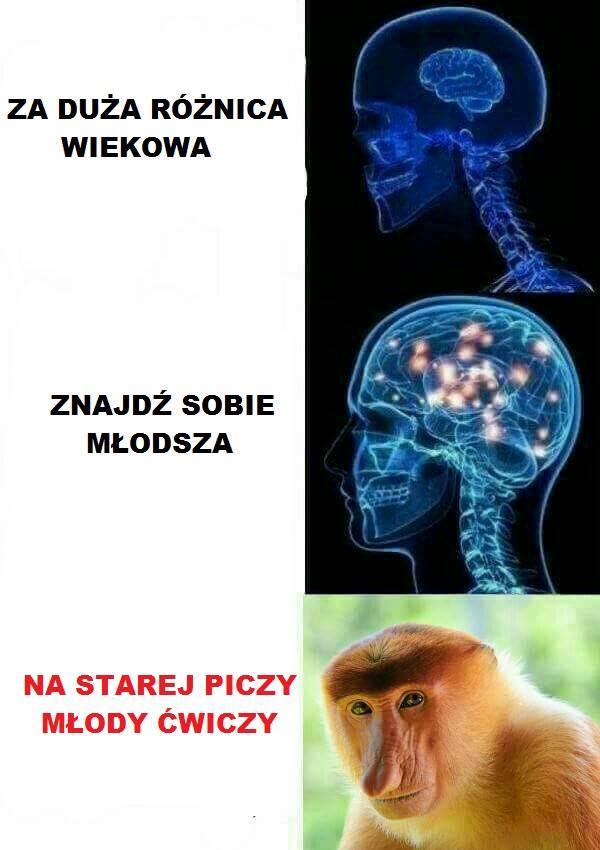 ZA DUŻA RÓŻNICA
WIEKOWA
ZNAJDŹ SOBIE
MŁODSZA
NA STAREJ PICZY
MŁODY ĆWICZY